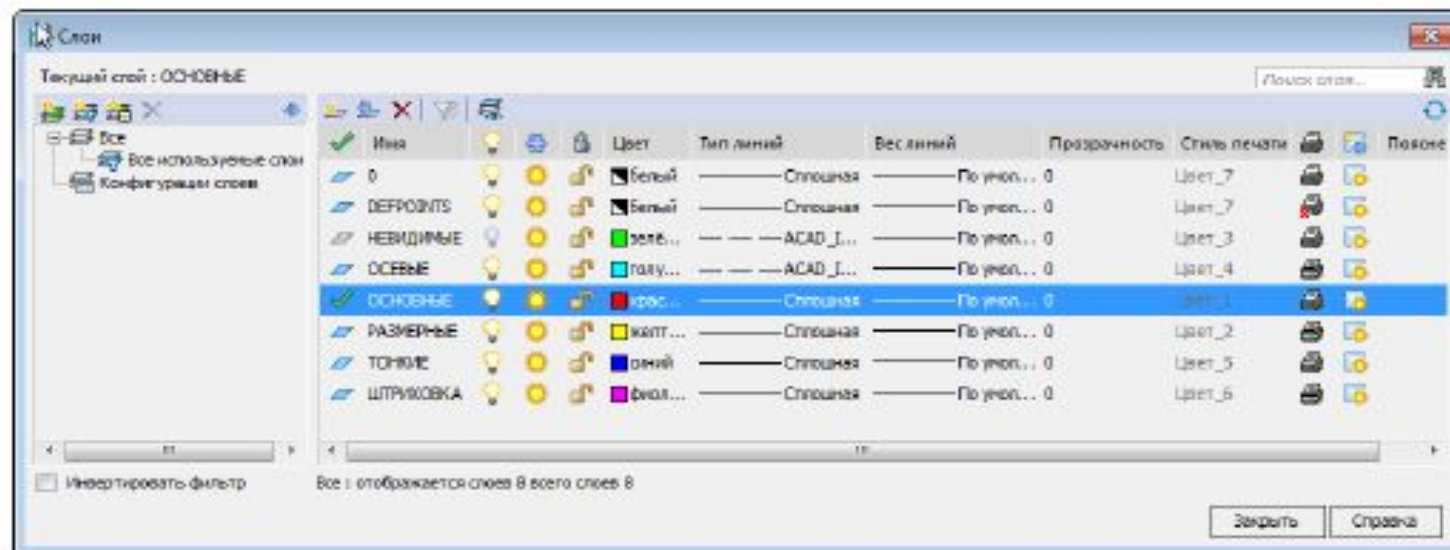 Слои
Текущий слой : ОСНОВНЫЕ
Поиск слоя...
Все
Все используемые слои
Конфигурации слоев
Имя Цвет Тип линий Вес линий Прозрачность Стиль печати Поясне
0 белый Сплошная По умол... 0 Цвет_7
DEFPOINTS белый Сплошная По умол... 0 Цвет_7
НЕВИДИМЫЕ зеле... ACAD_I... По умол... 0 Цвет_3
ОСЕВЫЕ голу... ACAD_I... По умол... 0 Цвет_4
ОСНОВНЫЕ крас... Сплошная По умол... 0 Цвет_1
РАЗМЕРНЫЕ желт... Сплошная По умол... 0 Цвет_2
ТОНКИЕ синий Сплошная По умол... 0 Цвет_5
ШТРИХОВКА фиол... Сплошная По умол... 0 Цвет_6
Инвертировать фильтр
Все : отображается слоев 8 всего слоев 8
Закрыть Справка